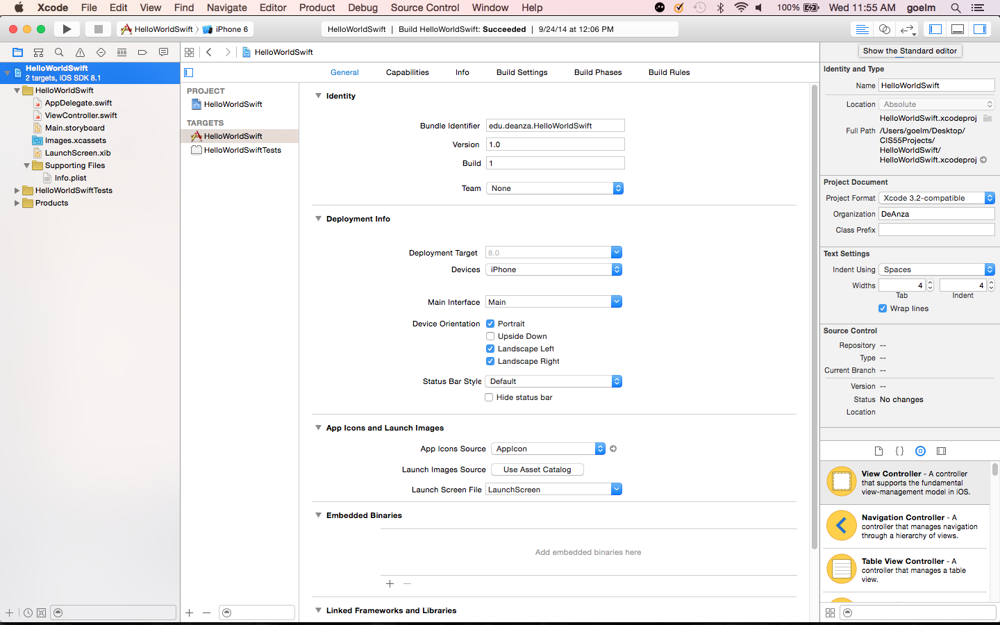 Xcode File Edit View Find Navigate Editor Product Debug Source Control Window Help 100% Wed 11:55 AM goelm
HelloWorldSwift iPhone 6 HelloWorldSwift | Build HelloWorldSwift: Succeeded | 9/24/14 at 12:06 PM
Show the Standard editor
HelloWorldSwift
HelloWorldSwift
2 targets, iOS SDK 8.1
HelloWorldSwift
AppDelegate.swift
ViewController.swift
Main.storyboard
Images.xcassets
LaunchScreen.xib
Supporting Files
Info.plist
HelloWorldSwiftTests
Products
General Capabilities Info Build Settings Build Phases Build Rules
PROJECT
HelloWorldSwift
TARGETS
HelloWorldSwift
HelloWorldSwiftTests
Identity
Bundle Identifier edu.deanza.HelloWorldSwift
Version 1.0
Build 1
Team None
Deployment Info
Deployment Target 8.0
Devices iPhone
Main Interface Main
Device Orientation Portrait
Upside Down
Landscape Left
Landscape Right
Status Bar Style Default
Hide status bar
App Icons and Launch Images
App Icons Source AppIcon
Launch Images Source Use Asset Catalog
Launch Screen File LaunchScreen
Embedded Binaries
Add embedded binaries here
Linked Frameworks and Libraries
Identity and Type
Name HelloWorldSwift
Location Absolute
HelloWorldSwift.xcodeproj
Full Path /Users/goelm/Desktop/
CIS55Projects/
HelloWorldSwift/
HelloWorldSwift.xcodeproj
Project Document
Project Format Xcode 3.2-compatible
Organization DeAnza
Class Prefix
Text Settings
Indent Using Spaces
Widths 4 4
Tab Indent
Wrap lines
Source Control
Repository --
Type --
Current Branch --
Version --
Status No changes
Location
View Controller - A controller
that supports the fundamental
view-management model in iOS.
Navigation Controller - A
controller that manages navigation
through a hierarchy of views.
Table View Controller - A
controller that manages a table
view.